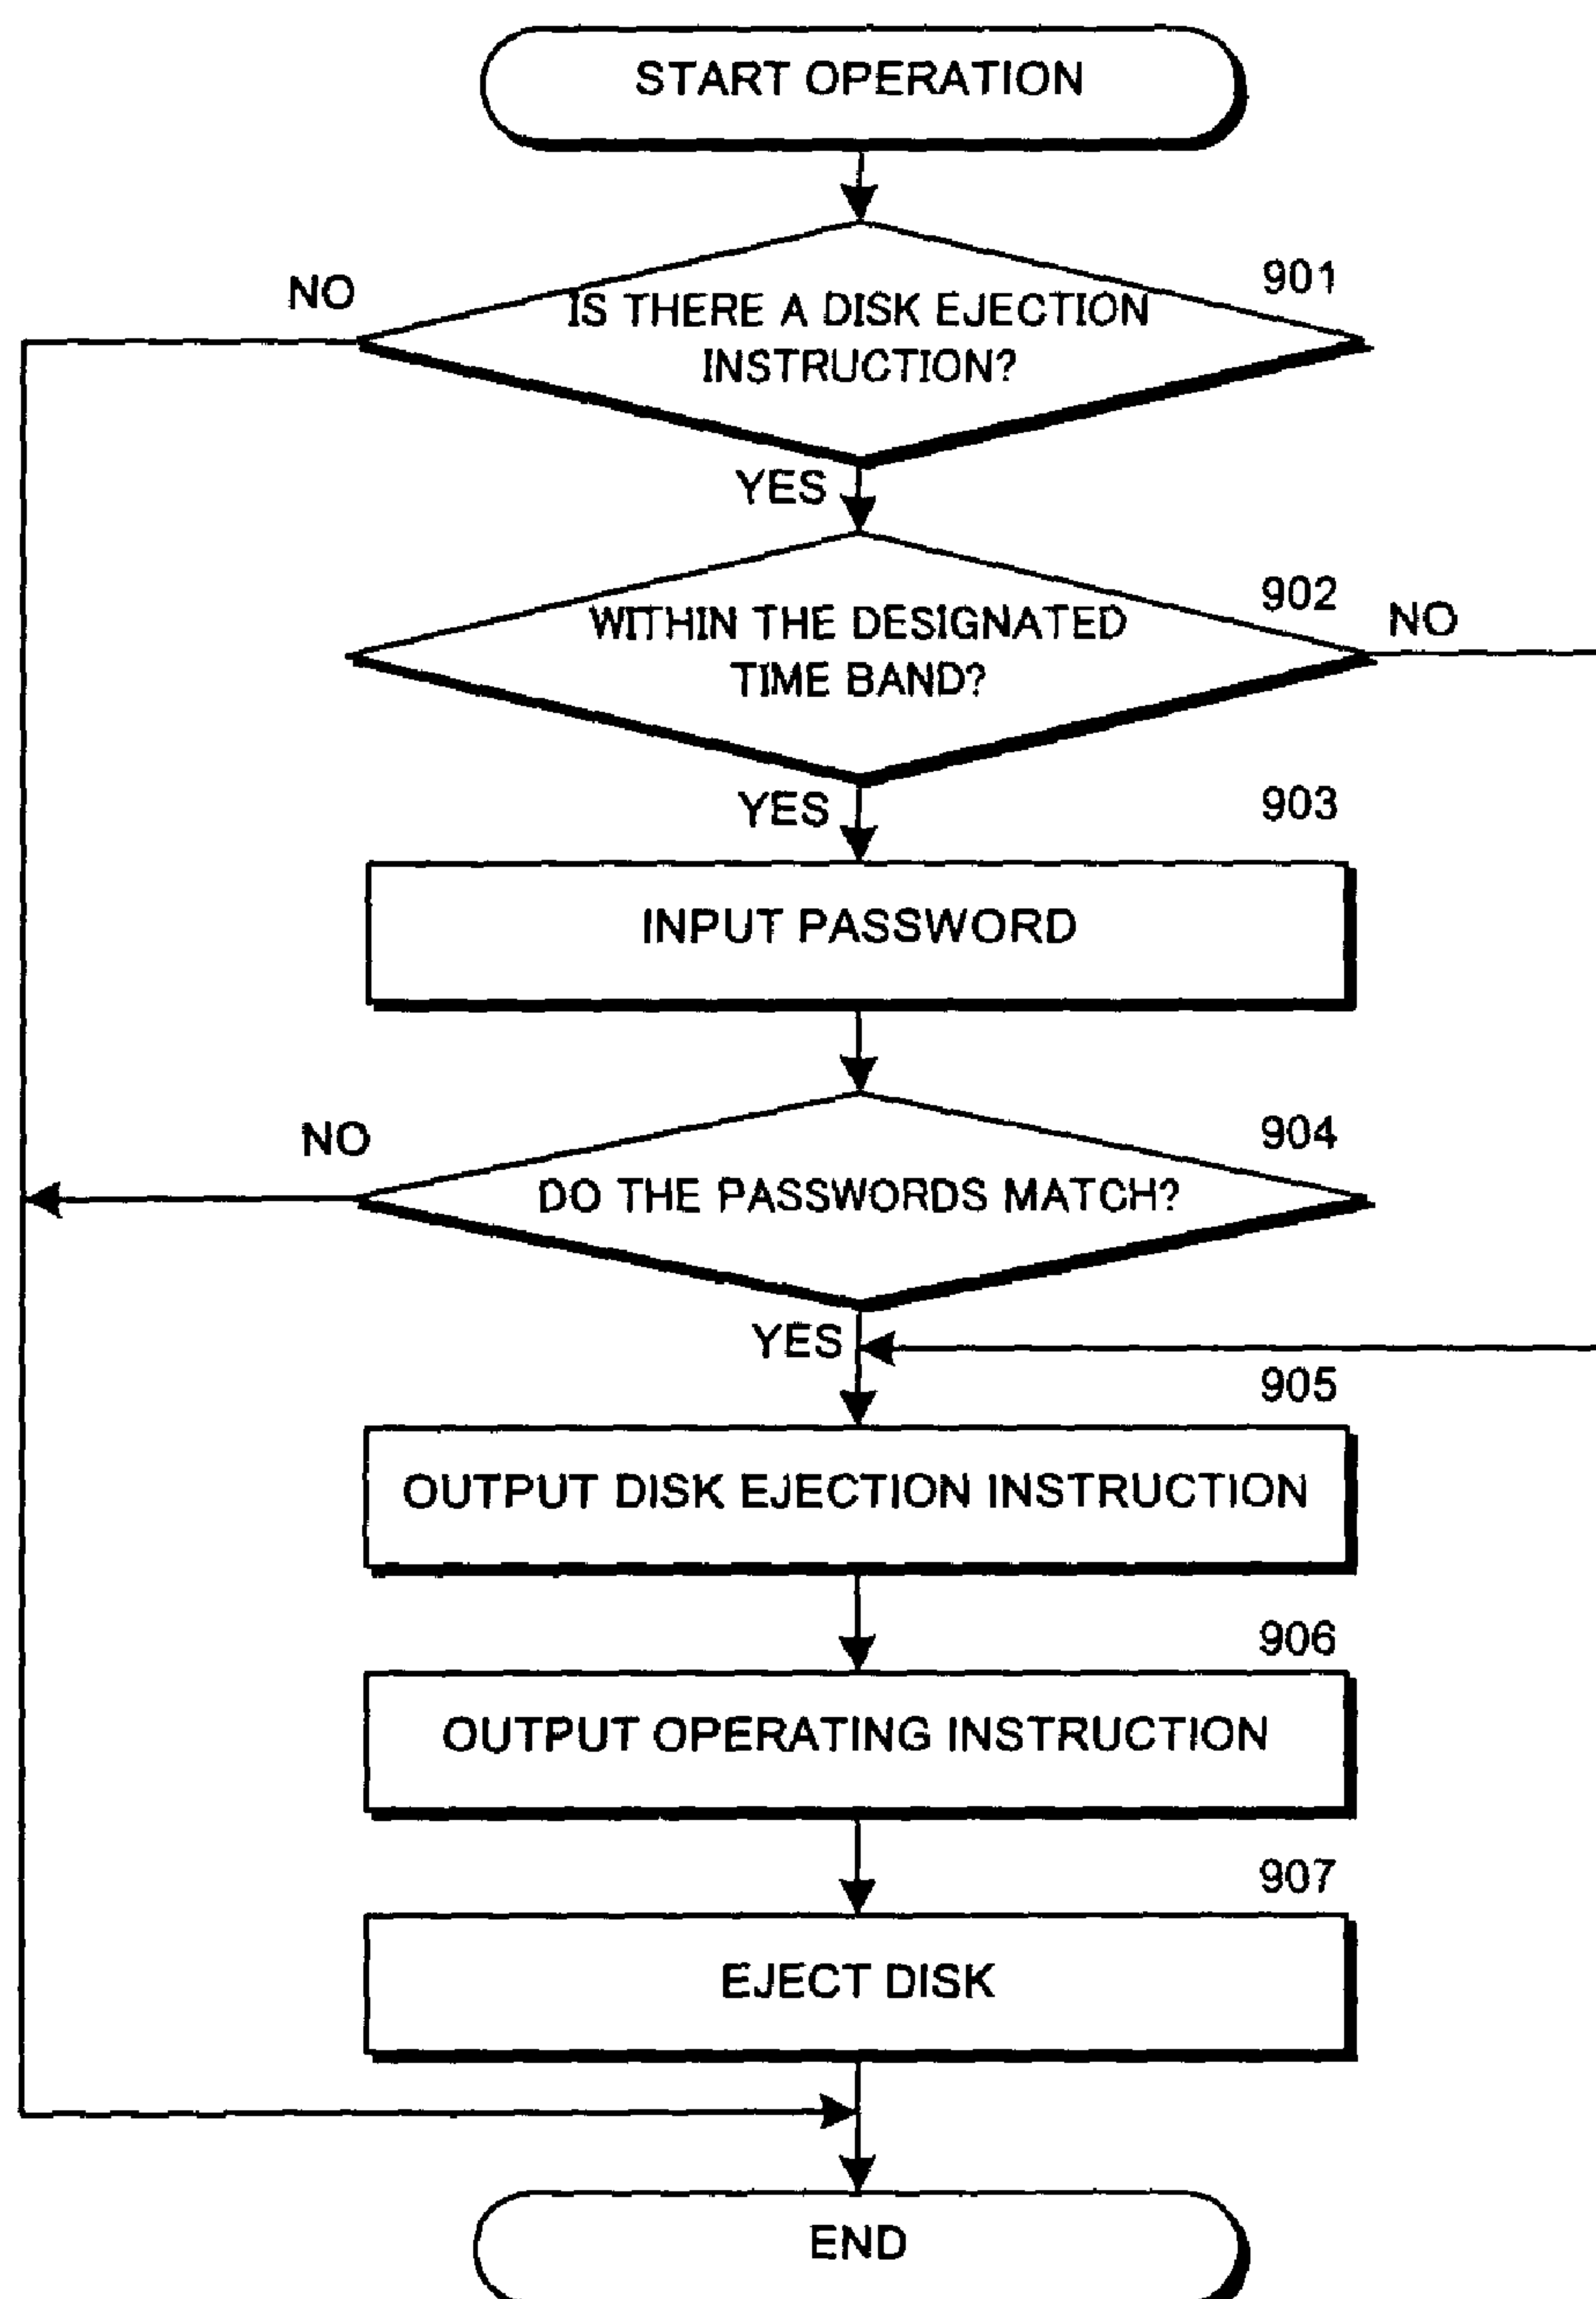 START OPERATION
901
NO
IS THERE A DISK EJECTION
INSTRUCTION?
YES
902
NO
WITHIN THE DESIGNATED
TIME BAND?
YES
903
INPUT PASSWORD
904
NO
DO THE PASSWORDS MATCH?
YES
905
OUTPUT DISK EJECTION INSTRUCTION
906
OUTPUT OPERATING INSTRUCTION
907
EJECT DISK
END